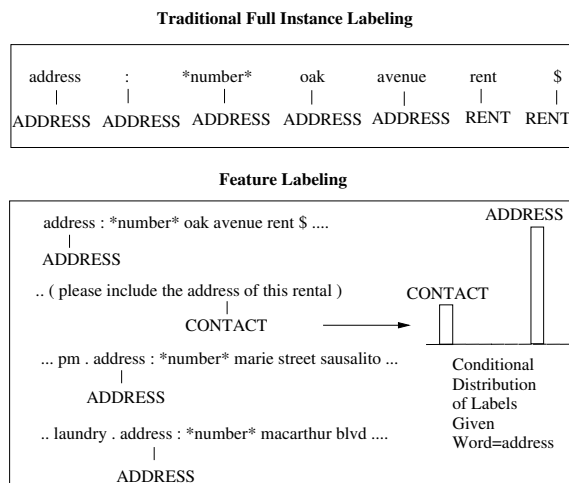 Traditional Full Instance Labeling
address : *number* oak avenue rent $
ADDRESS ADDRESS ADDRESS ADDRESS ADDRESS RENT RENT
Feature Labeling
address : *number* oak avenue rent $ ....
ADDRESS
.. ( please include the address of this rental )
CONTACT
... pm . address : *number* marie street sausalito ...
ADDRESS
.. laundry . address : *number* macarthur blvd ....
ADDRESS
ADDRESS
CONTACT
Conditional
Distribution
of Labels
Given
Word=address